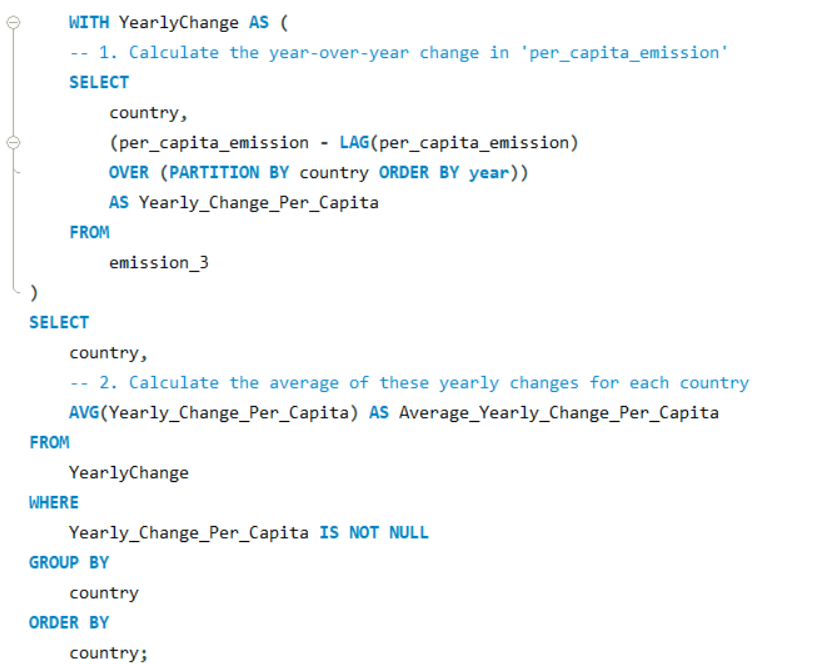 WITH YearlyChange AS (
-- 1. Calculate the year-over-year change in 'per_capita_emission'
SELECT
country,
(per_capita_emission - LAG(per_capita_emission)
OVER (PARTITION BY country ORDER BY year))
AS Yearly_Change_Per_Capita
FROM
emission_3
)
SELECT
country,
-- 2. Calculate the average of these yearly changes for each country
AVG(Yearly_Change_Per_Capita) AS Average_Yearly_Change_Per_Capita
FROM
YearlyChange
WHERE
Yearly_Change_Per_Capita IS NOT NULL
GROUP BY
country
ORDER BY
country;